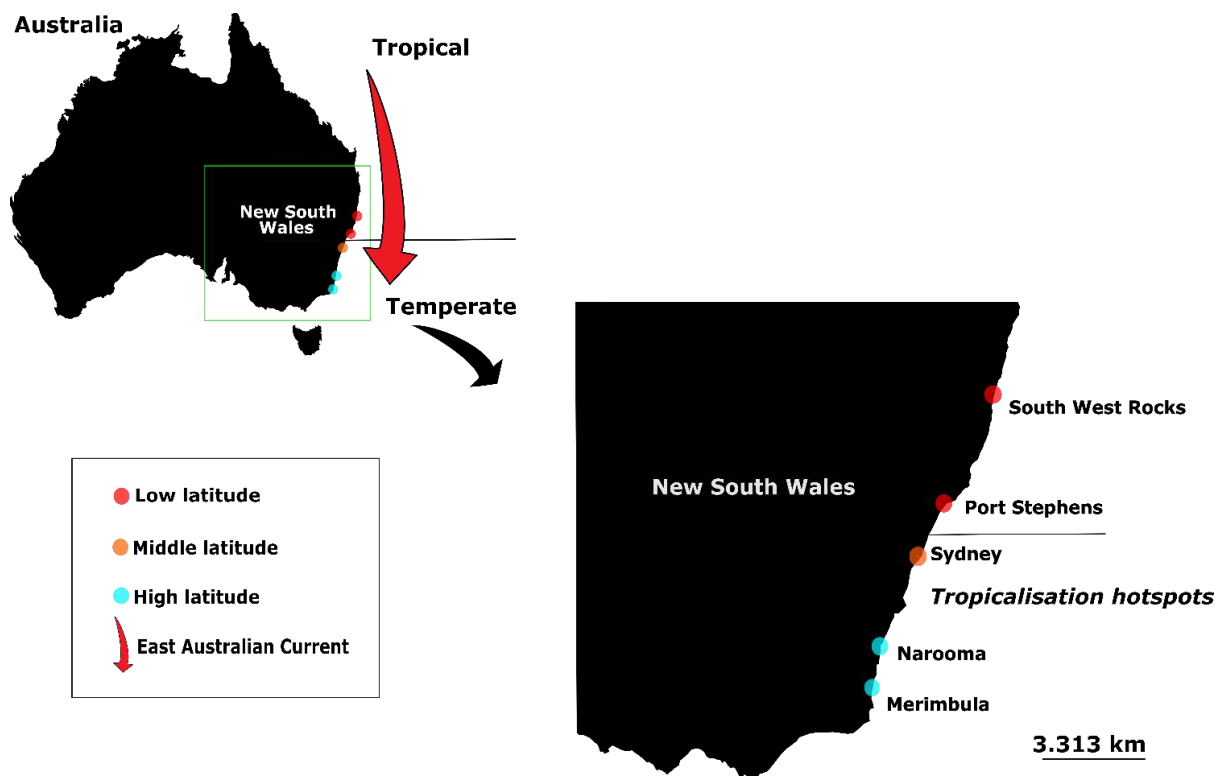 Australia
Tropical
New South
Wales
Temperate
South West Rocks
New South Wales
Port Stephens
Sydney
Tropicalisation hotspots
Narooma
Merimbula
3.313 km
Low latitude
Middle latitude
High latitude
East Australian Current